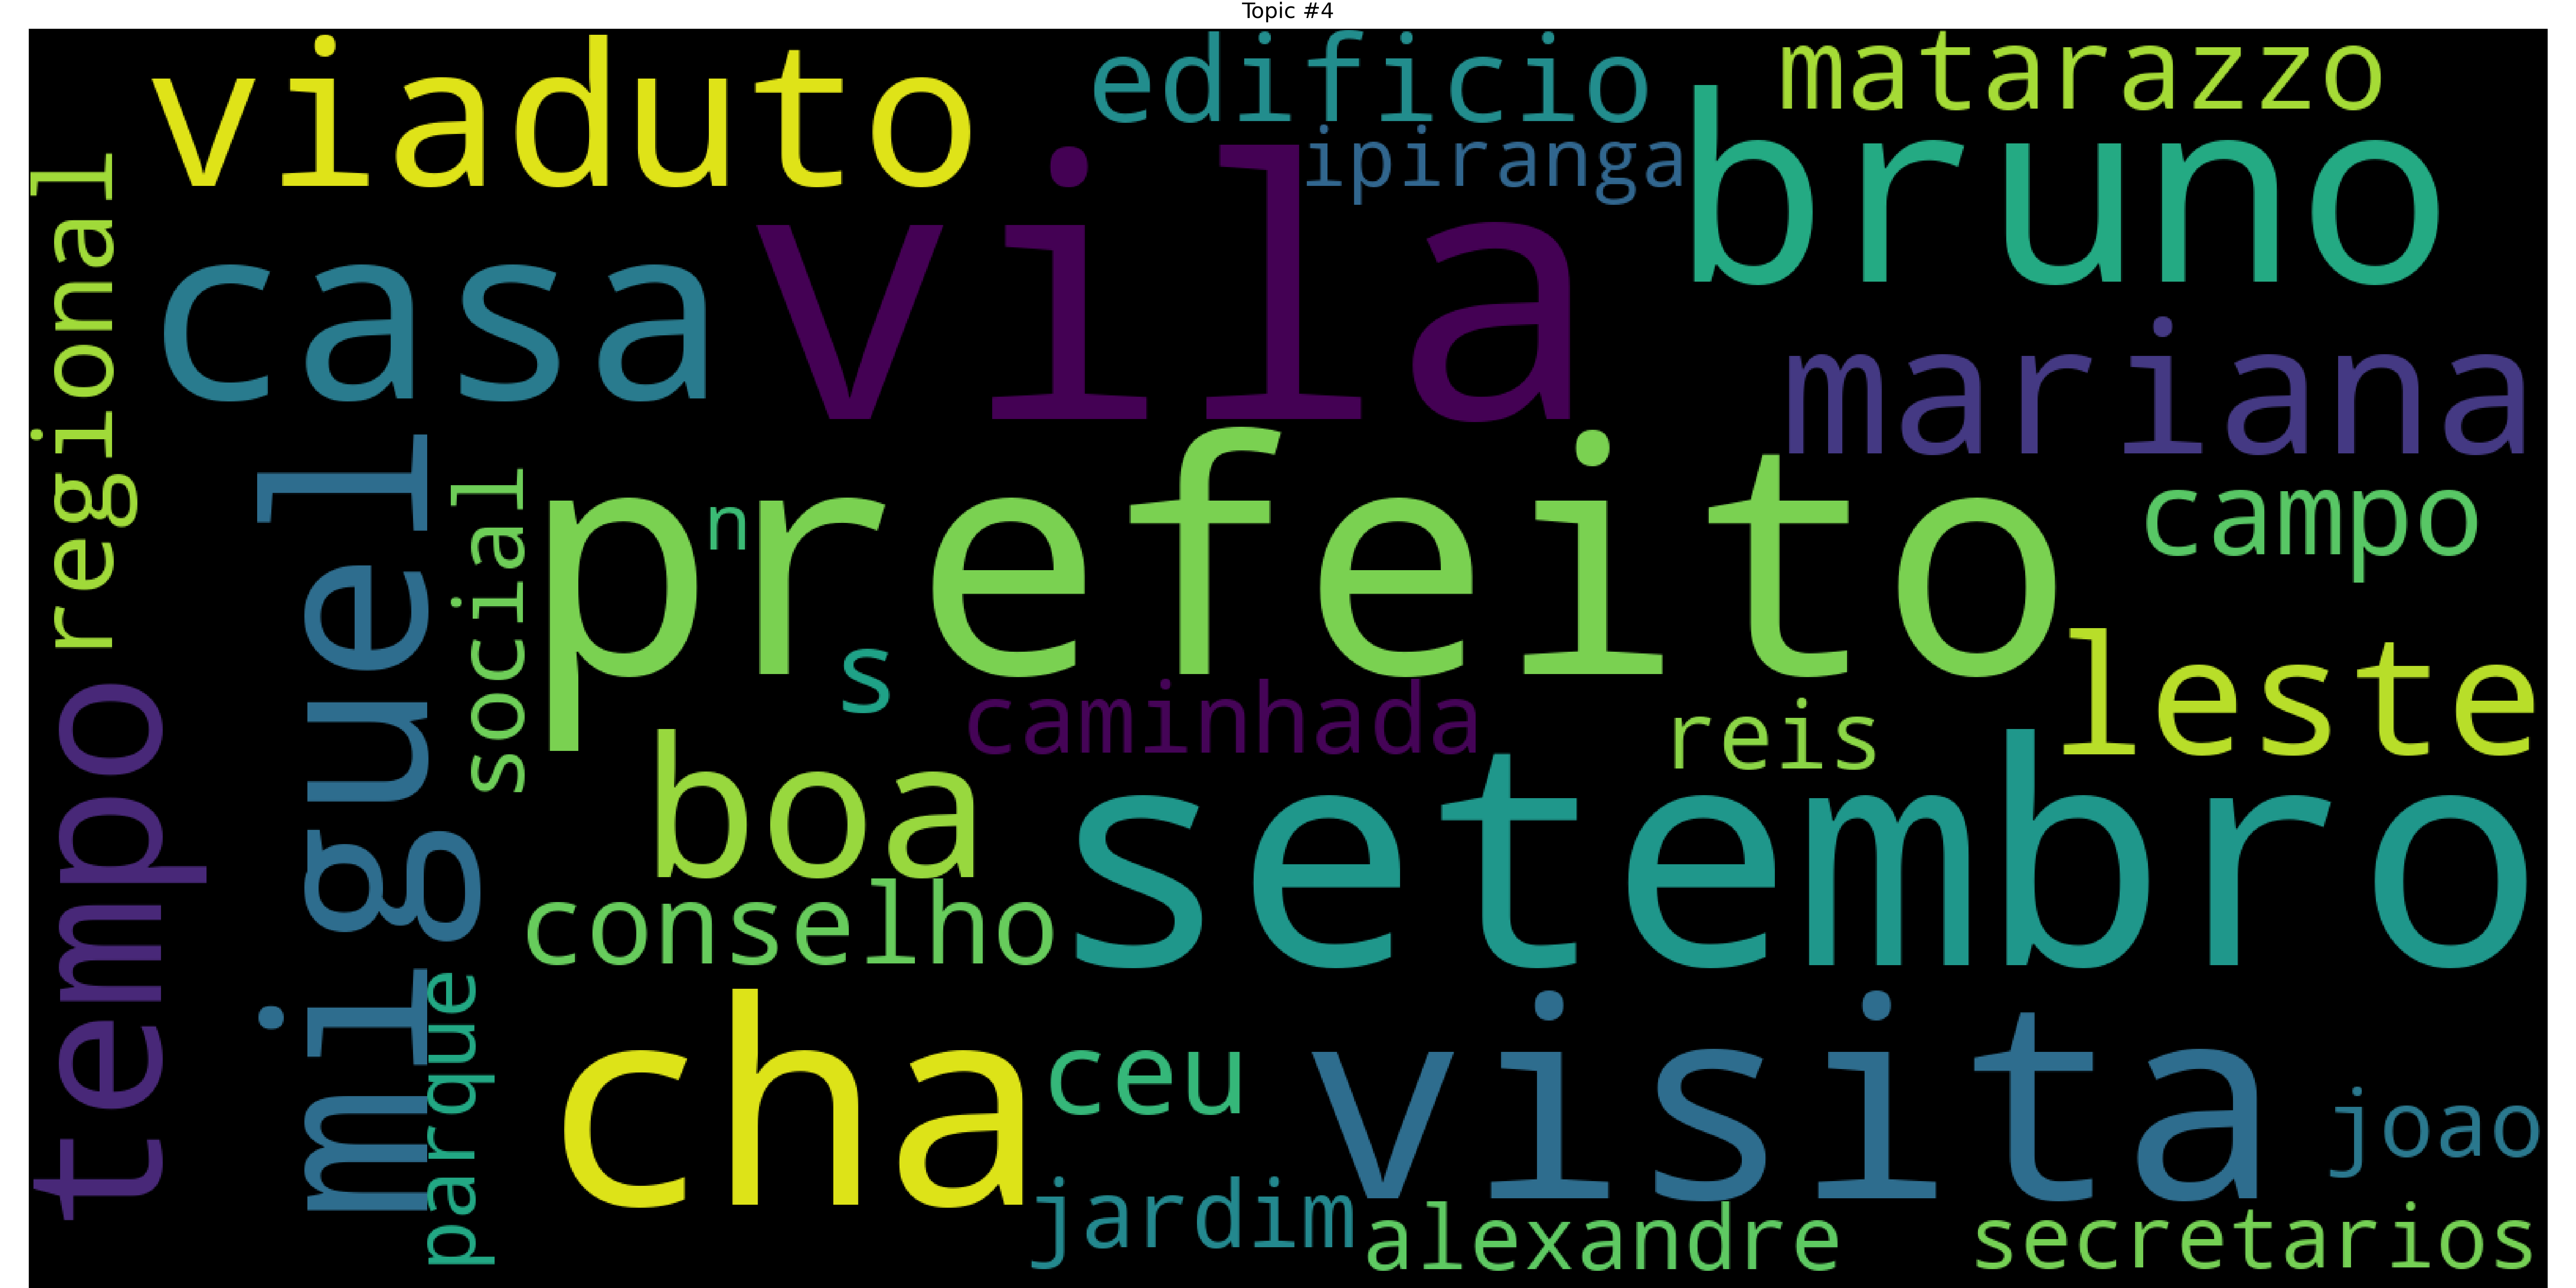 Topic #4
viaduto
edificio
matarazzo
ipiranga
bruno
regional
casa
vila
mariana
miguel
social
prefeito
n
campo
s
caminhada
reis
leste
tempo
boa
setembro
conselho
parque
cha
ceu
visita
joao
jardim
alexandre
secretarios